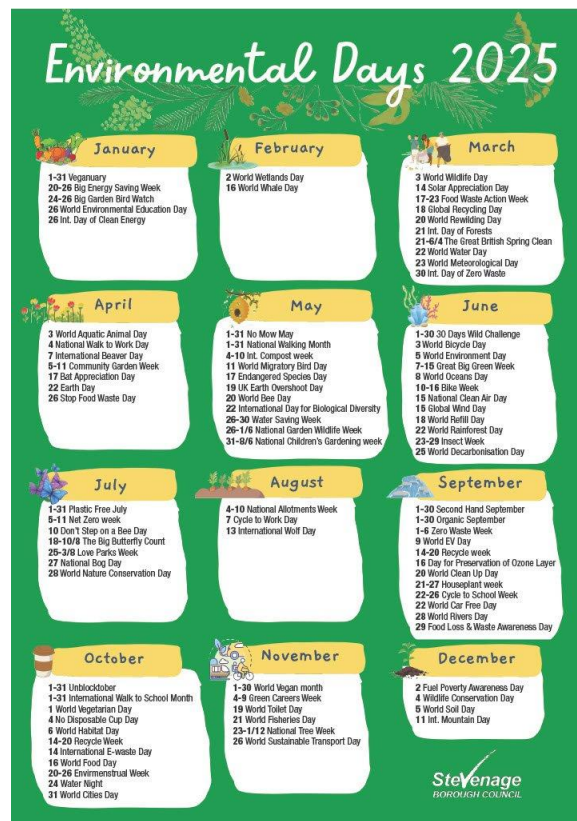 Environmental Days 2025
January
1-31 Veganuary
20-26 Big Energy Saving Week
24-26 Big Garden Bird Watch
26 World Environmental Education Day
26 Int. Day of Clean Energy
February
2 World Wetlands Day
16 World Whale Day
March
3 World Wildlife Day
14 Solar Appreciation Day
17-23 Food Waste Action Week
18 Global Recycling Day
20 World Rewilding Day
21 Int. Day of Forests
21-6/4 The Great British Spring Clean
22 World Water Day
23 World Meteorological Day
30 Int. Day of Zero Waste
April
3 World Aquatic Animal Day
4 National Walk to Work Day
7 International Beaver Day
5-11 Community Garden Week
17 Bat Appreciation Day
22 Earth Day
26 Stop Food Waste Day
May
1-31 No Mow May
1-31 National Walking Month
4-10 Int. Compost week
11 World Migratory Bird Day
17 Endangered Species Day
19 UK Earth Overshoot Day
20 World Bee Day
22 International Day for Biological Diversity
26-30 Water Saving Week
26-1/6 National Garden Wildlife Week
31-8/6 National Children's Gardening week
June
1-30 30 Days Wild Challenge
3 World Bicycle Day
5 World Environment Day
7-15 Great Big Green Week
8 World Oceans Day
10-16 Bike Week
15 National Clean Air Day
15 Global Wind Day
18 World Refill Day
22 World Rainforest Day
23-29 Insect Week
25 World Decarbonisation Day
July
1-31 Plastic Free July
5-11 Net Zero week
10 Don't Step on a Bee Day
18-10/8 The Big Butterfly Count
25-3/8 Love Parks Week
27 National Bog Day
28 World Nature Conservation Day
August
4-10 National Allotments Week
7 Cycle to Work Day
13 International Wolf Day
September
1-30 Second Hand September
1-30 Organic September
1-6 Zero Waste Week
9 World EV Day
14-20 Recycle week
16 Day for Preservation of Ozone Layer
20 World Clean Up Day
21-27 Houseplant week
22-26 Cycle to School Week
22 World Car Free Day
28 World Rivers Day
29 Food Loss & Waste Awareness Day
October
1-31 Unblocktober
1-31 International Walk to School Month
1 World Vegetarian Day
4 No Disposable Cup Day
6 World Habitat Day
14-20 Recycle Week
14 International E-waste Day
16 World Food Day
20-26 Envirmenstrual Week
24 Water Night
31 World Cities Day
November
1-30 World Vegan month
4-9 Green Careers Week
19 World Toilet Day
21 World Fisheries Day
23-1/12 National Tree Week
26 World Sustainable Transport Day
December
2 Fuel Poverty Awareness Day
4 Wildlife Conservation Day
5 World Soil Day
11 Int. Mountain Day
Stevenage
BOROUGH COUNCIL